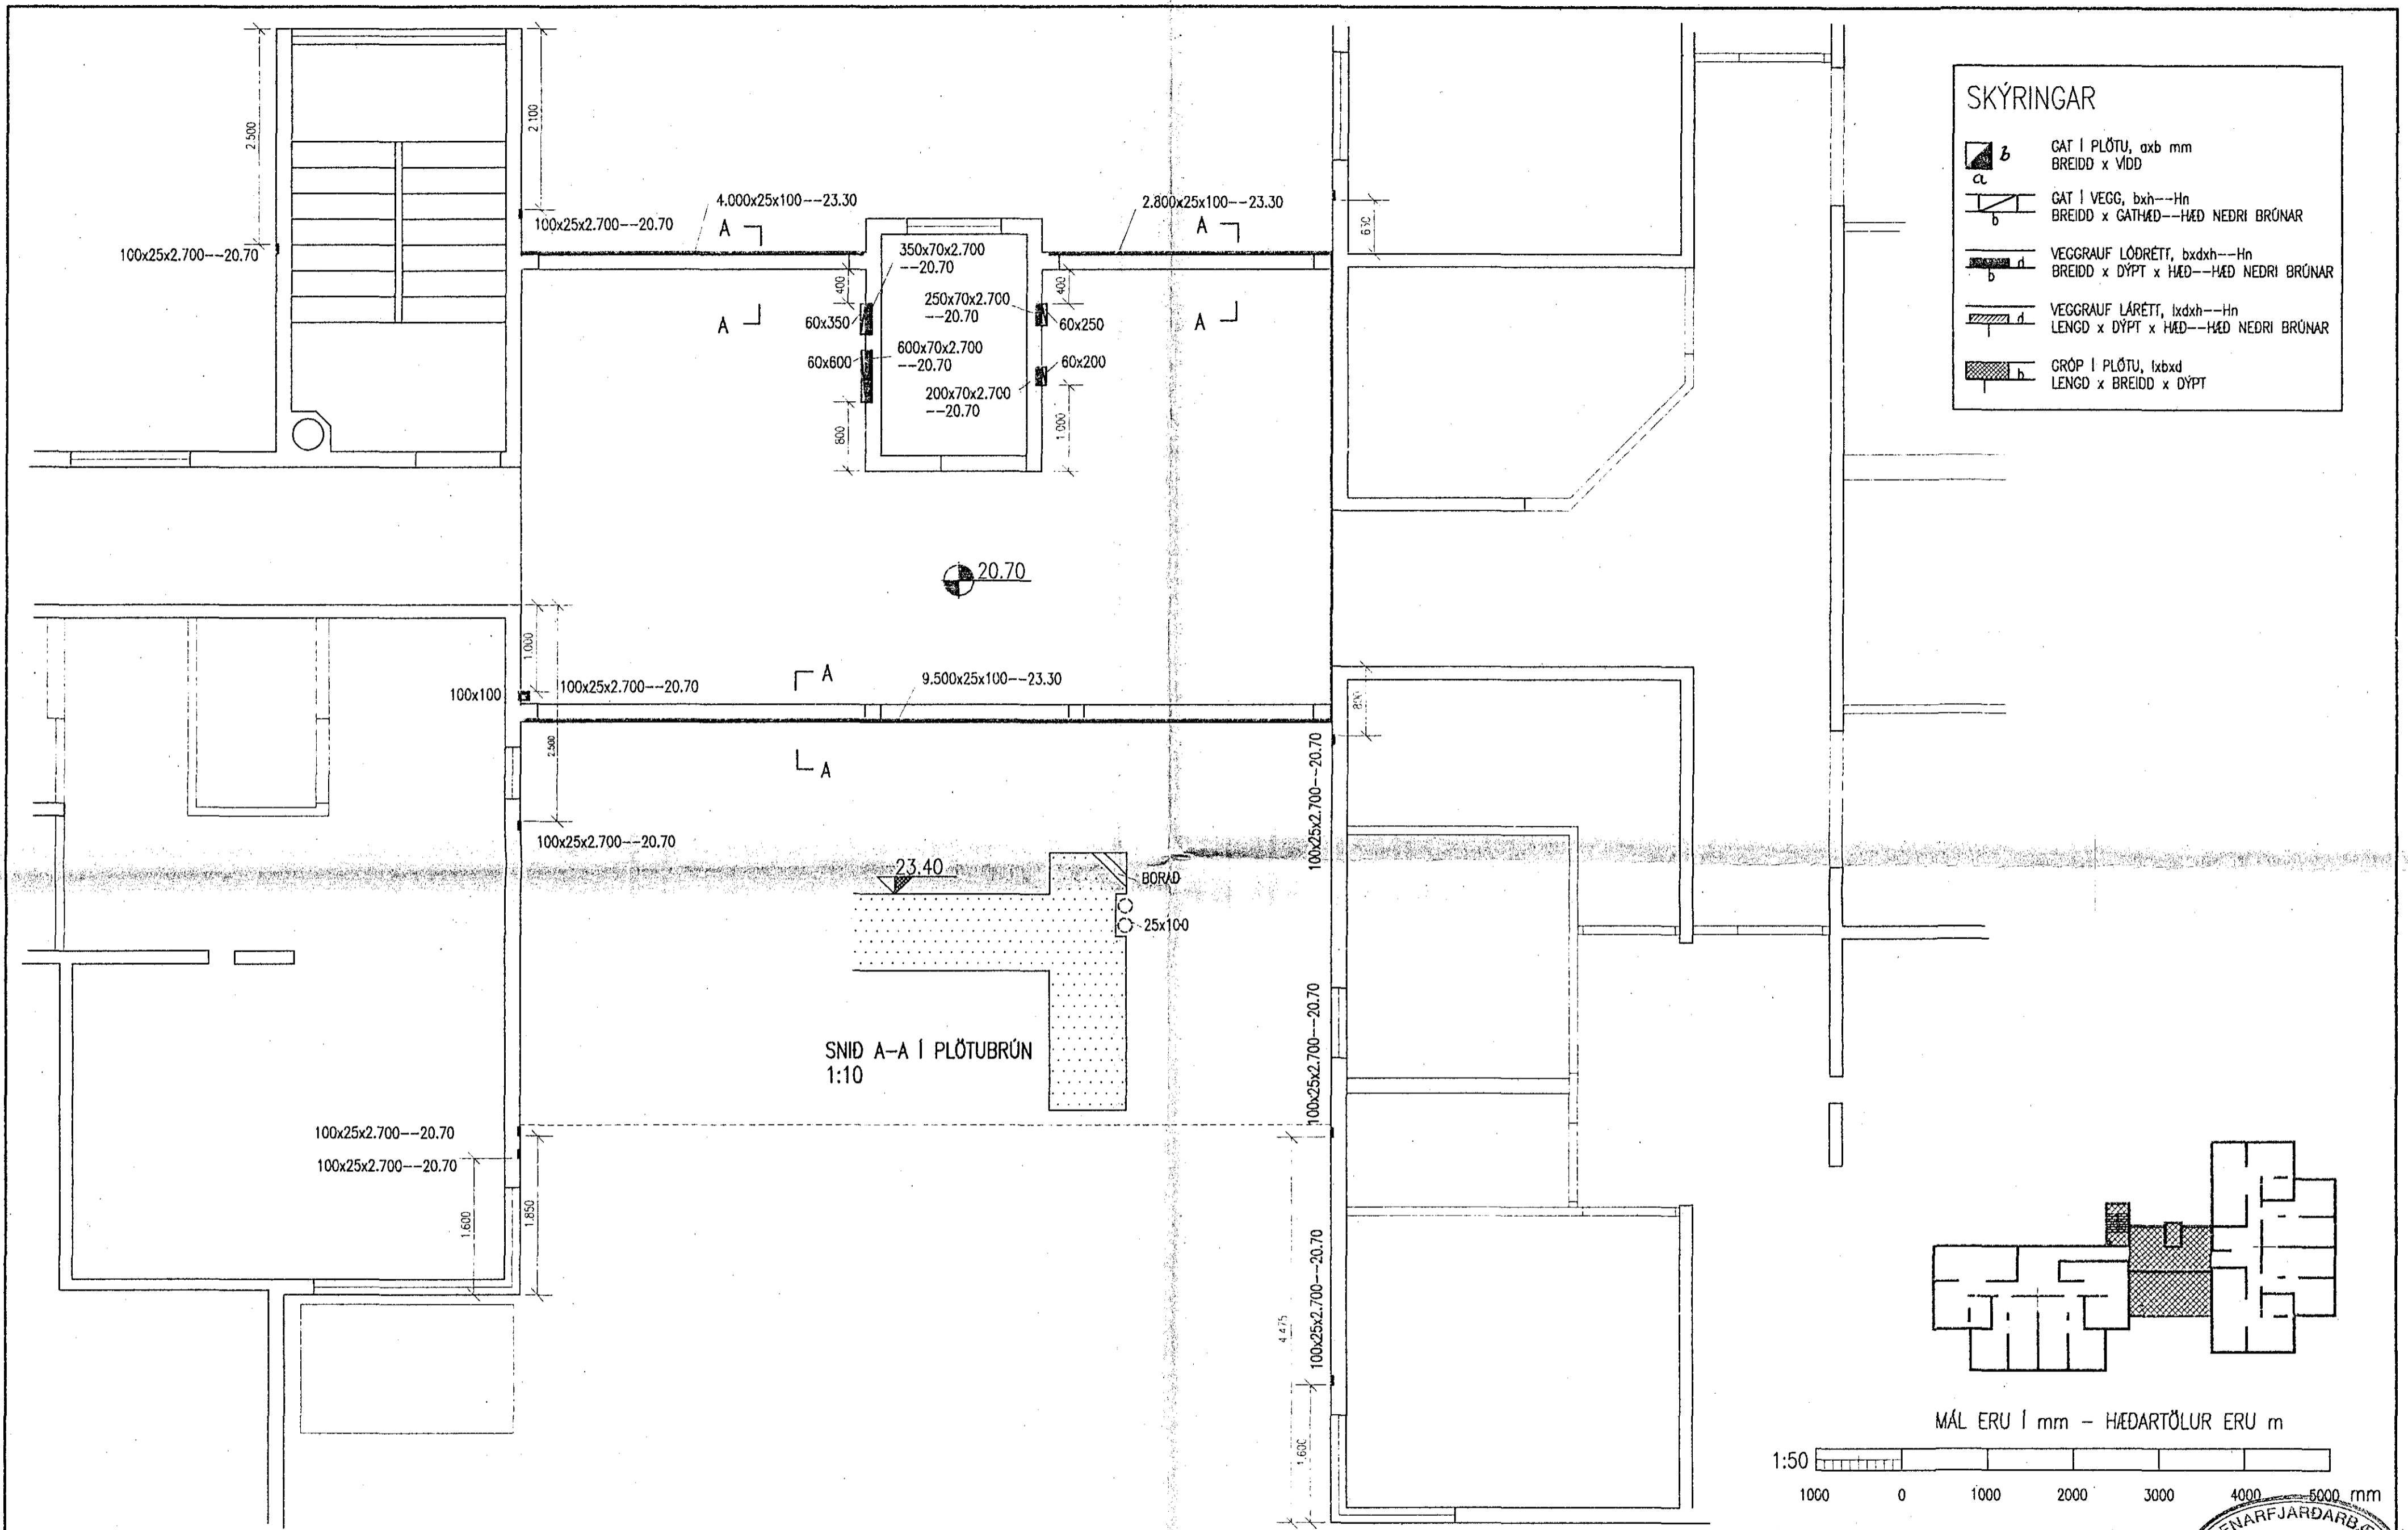 2.500
2.100
100x25x2.700--20.70
100x25x2.700--20.70
4.000x25x100--23.30
2.800x25x100--23.30
A
A
A
A
350x70x2.700
--20.70
250x70x2.700
--20.70
400
400
60x350
60x250
60x600
600x70x2.700
--20.70
60x200
200x70x2.700
--20.70
800
1.000
SKÝRINGAR
b
a
GAT Í PLÖTU, axb mm
BREIDD x VÍDD
b
GAT Í VEGG, bxh--Hn
BREIDD x GATHÆÐ--HÆÐ NEÐRI BRÚNAR
d
b
VEGGRAUF LÓÐRÉTT, bxdxh--Hn
BREIDD x DÝPT x HÆÐ--HÆÐ NEÐRI BRÚNAR
d
l
VEGGRAUF LÁRÉTT, lxdxh--Hn
LENGD x DÝPT x HÆÐ--HÆÐ NEÐRI BRÚNAR
b
l
GRÓP Í PLÖTU, lxbxd
LENGD x BREIDD x DÝPT
20.70
1.000
100x100
100x25x2.700--20.70
A
A
9.500x25x100--23.30
2.500
800
100x25x2.700--20.70
100x25x2.700--20.70
23.40
BORAÐ
25x100
SNIÐ A-A Í PLÖTUBRÚN
1:10
100x25x2.700--20.70
100x25x2.700--20.70
100x25x2.700--20.70
1.600
1.850
100x25x2.700--20.70
4.475
1.600
MÁL ERU Í mm - HÆÐARTÖLUR ERU m
1:50
1000 0 1000 2000 3000 4000 5000 mm